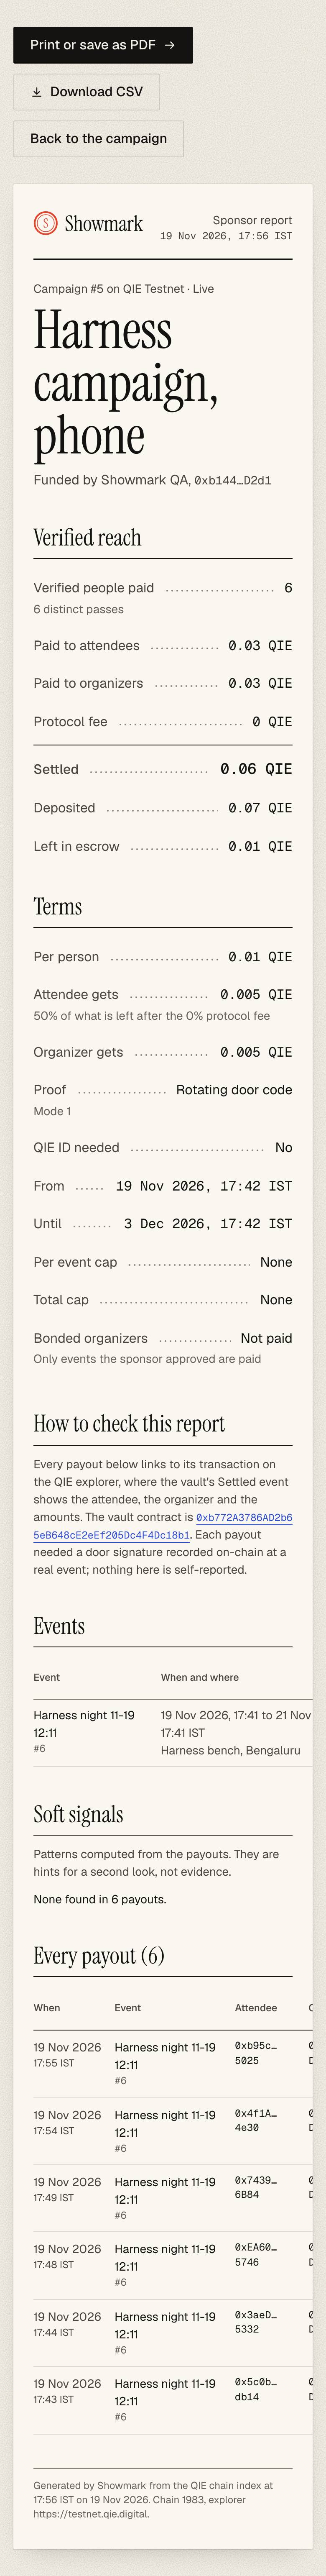 Print or save as PDF →
Download CSV
Back to the campaign
S Showmark
Sponsor report
19 Nov 2026, 17:56 IST
Campaign #5 on QIE Testnet · Live
Harness
campaign,
phone
Funded by Showmark QA, 0xb144…D2d1
Verified reach
Verified people paid 6
6 distinct passes
Paid to attendees 0.03 QIE
Paid to organizers 0.03 QIE
Protocol fee 0 QIE
Settled 0.06 QIE
Deposited 0.07 QIE
Left in escrow 0.01 QIE
Terms
Per person 0.01 QIE
Attendee gets 0.005 QIE
50% of what is left after the 0% protocol fee
Organizer gets 0.005 QIE
Proof Rotating door code
Mode 1
QIE ID needed No
From 19 Nov 2026, 17:42 IST
Until 3 Dec 2026, 17:42 IST
Per event cap None
Total cap None
Bonded organizers Not paid
Only events the sponsor approved are paid
How to check this report
Every payout below links to its transaction on
the QIE explorer, where the vault's Settled event
shows the attendee, the organizer and the
amounts. The vault contract is 0xb772A3786AD2b6
5eB648cE2eEf205Dc4F4Dc18b1. Each payout
needed a door signature recorded on-chain at a
real event; nothing here is self-reported.
Events
Event When and where
Harness night 11-19 19 Nov 2026, 17:41 to 21 Nov
12:11 17:41 IST
#6 Harness bench, Bengaluru
Soft signals
Patterns computed from the payouts. They are
hints for a second look, not evidence.
None found in 6 payouts.
Every payout (6)
When Event Attendee
19 Nov 2026 Harness night 11-19 0xb95c…
17:55 IST 12:11 5025
#6
19 Nov 2026 Harness night 11-19 0x4f1A…
17:54 IST 12:11 4e30
#6
19 Nov 2026 Harness night 11-19 0x7439…
17:49 IST 12:11 6B84
#6
19 Nov 2026 Harness night 11-19 0xEA60…
17:48 IST 12:11 5746
#6
19 Nov 2026 Harness night 11-19 0x3aeD…
17:44 IST 12:11 5332
#6
19 Nov 2026 Harness night 11-19 0x5c0b…
17:43 IST 12:11 db14
#6
Generated by Showmark from the QIE chain index at
17:56 IST on 19 Nov 2026. Chain 1983, explorer
https://testnet.qie.digital.